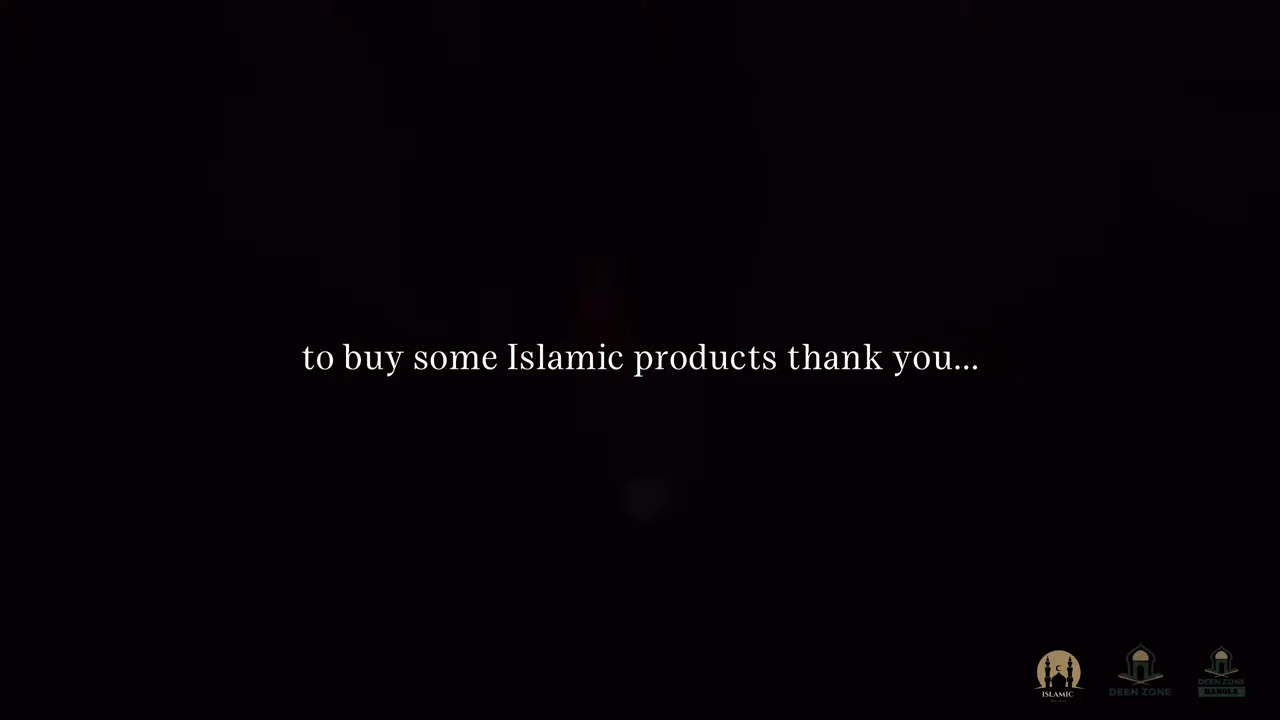 to buy some Islamic products thank you...
ISLAMIC
DEEN ZONE
DEEN ZONE
BANGLA